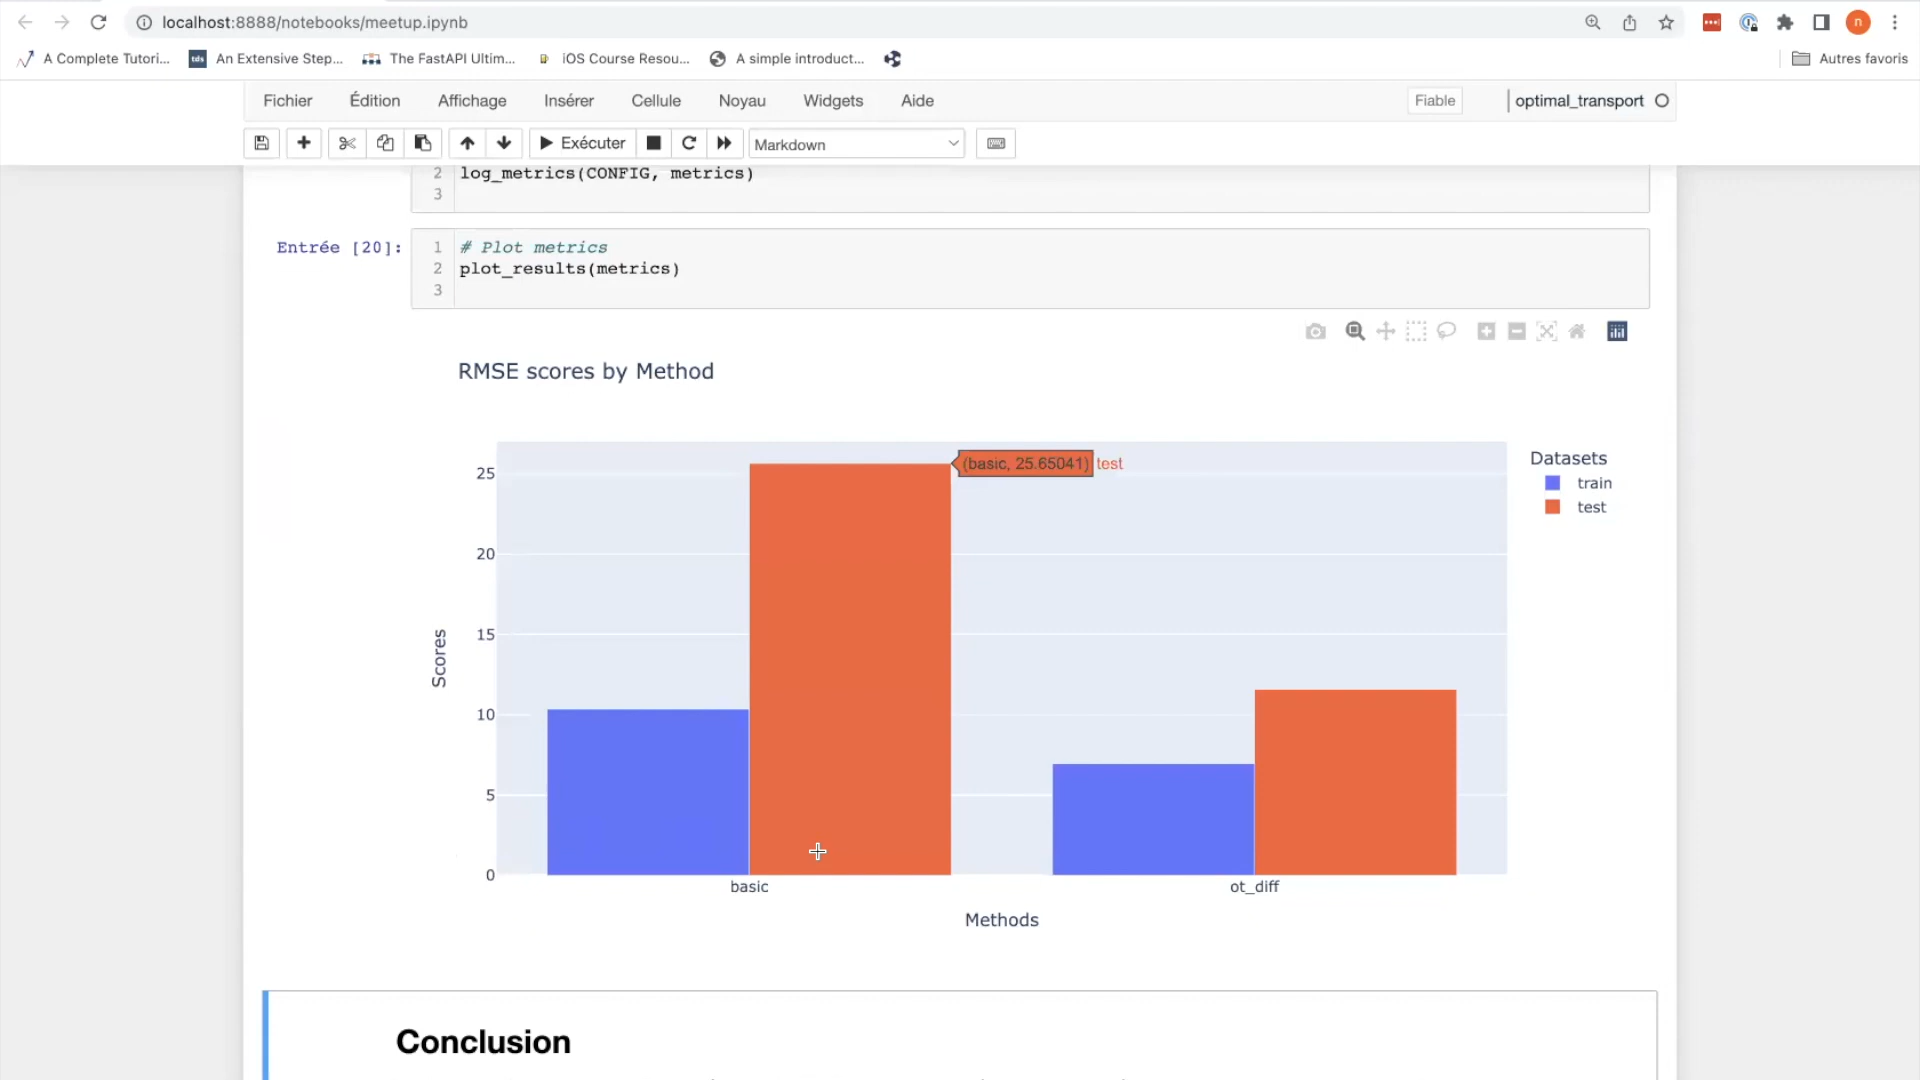 localhost:8888/notebooks/meetup.ipynb
n
A Complete Tutori...
tds
An Extensive Step...
The FastAPI Ultim...
iOS Course Resou...
A simple introduct...
Autres favoris
Fichier
Édition
Affichage
Insérer
Cellule
Noyau
Widgets
Aide
Fiable
optimal_transport
Exécuter
Markdown
2 log_metrics(CONFIG, metrics)
3
Entrée [20]:
1 # Plot metrics
2 plot_results(metrics)
3
RMSE scores by Method
25
20
15
10
5
0
Scores
(basic, 25.65041) test
Datasets
train
test
basic
ot_diff
Methods
Conclusion